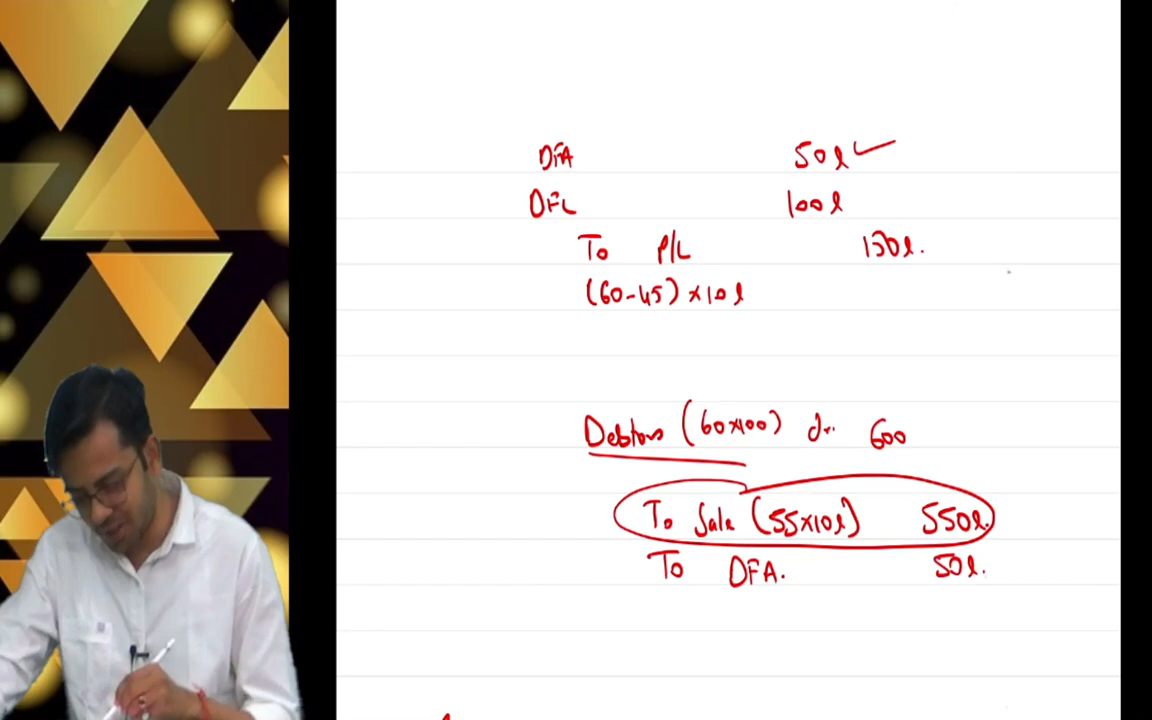 DFA 50l ✓
DFL 100l
To P/L 150l.
(60-45) × 10l
Debtors (60×100) dr. 600
To Sale (55×10l) 550l.
To DFA. 50l.